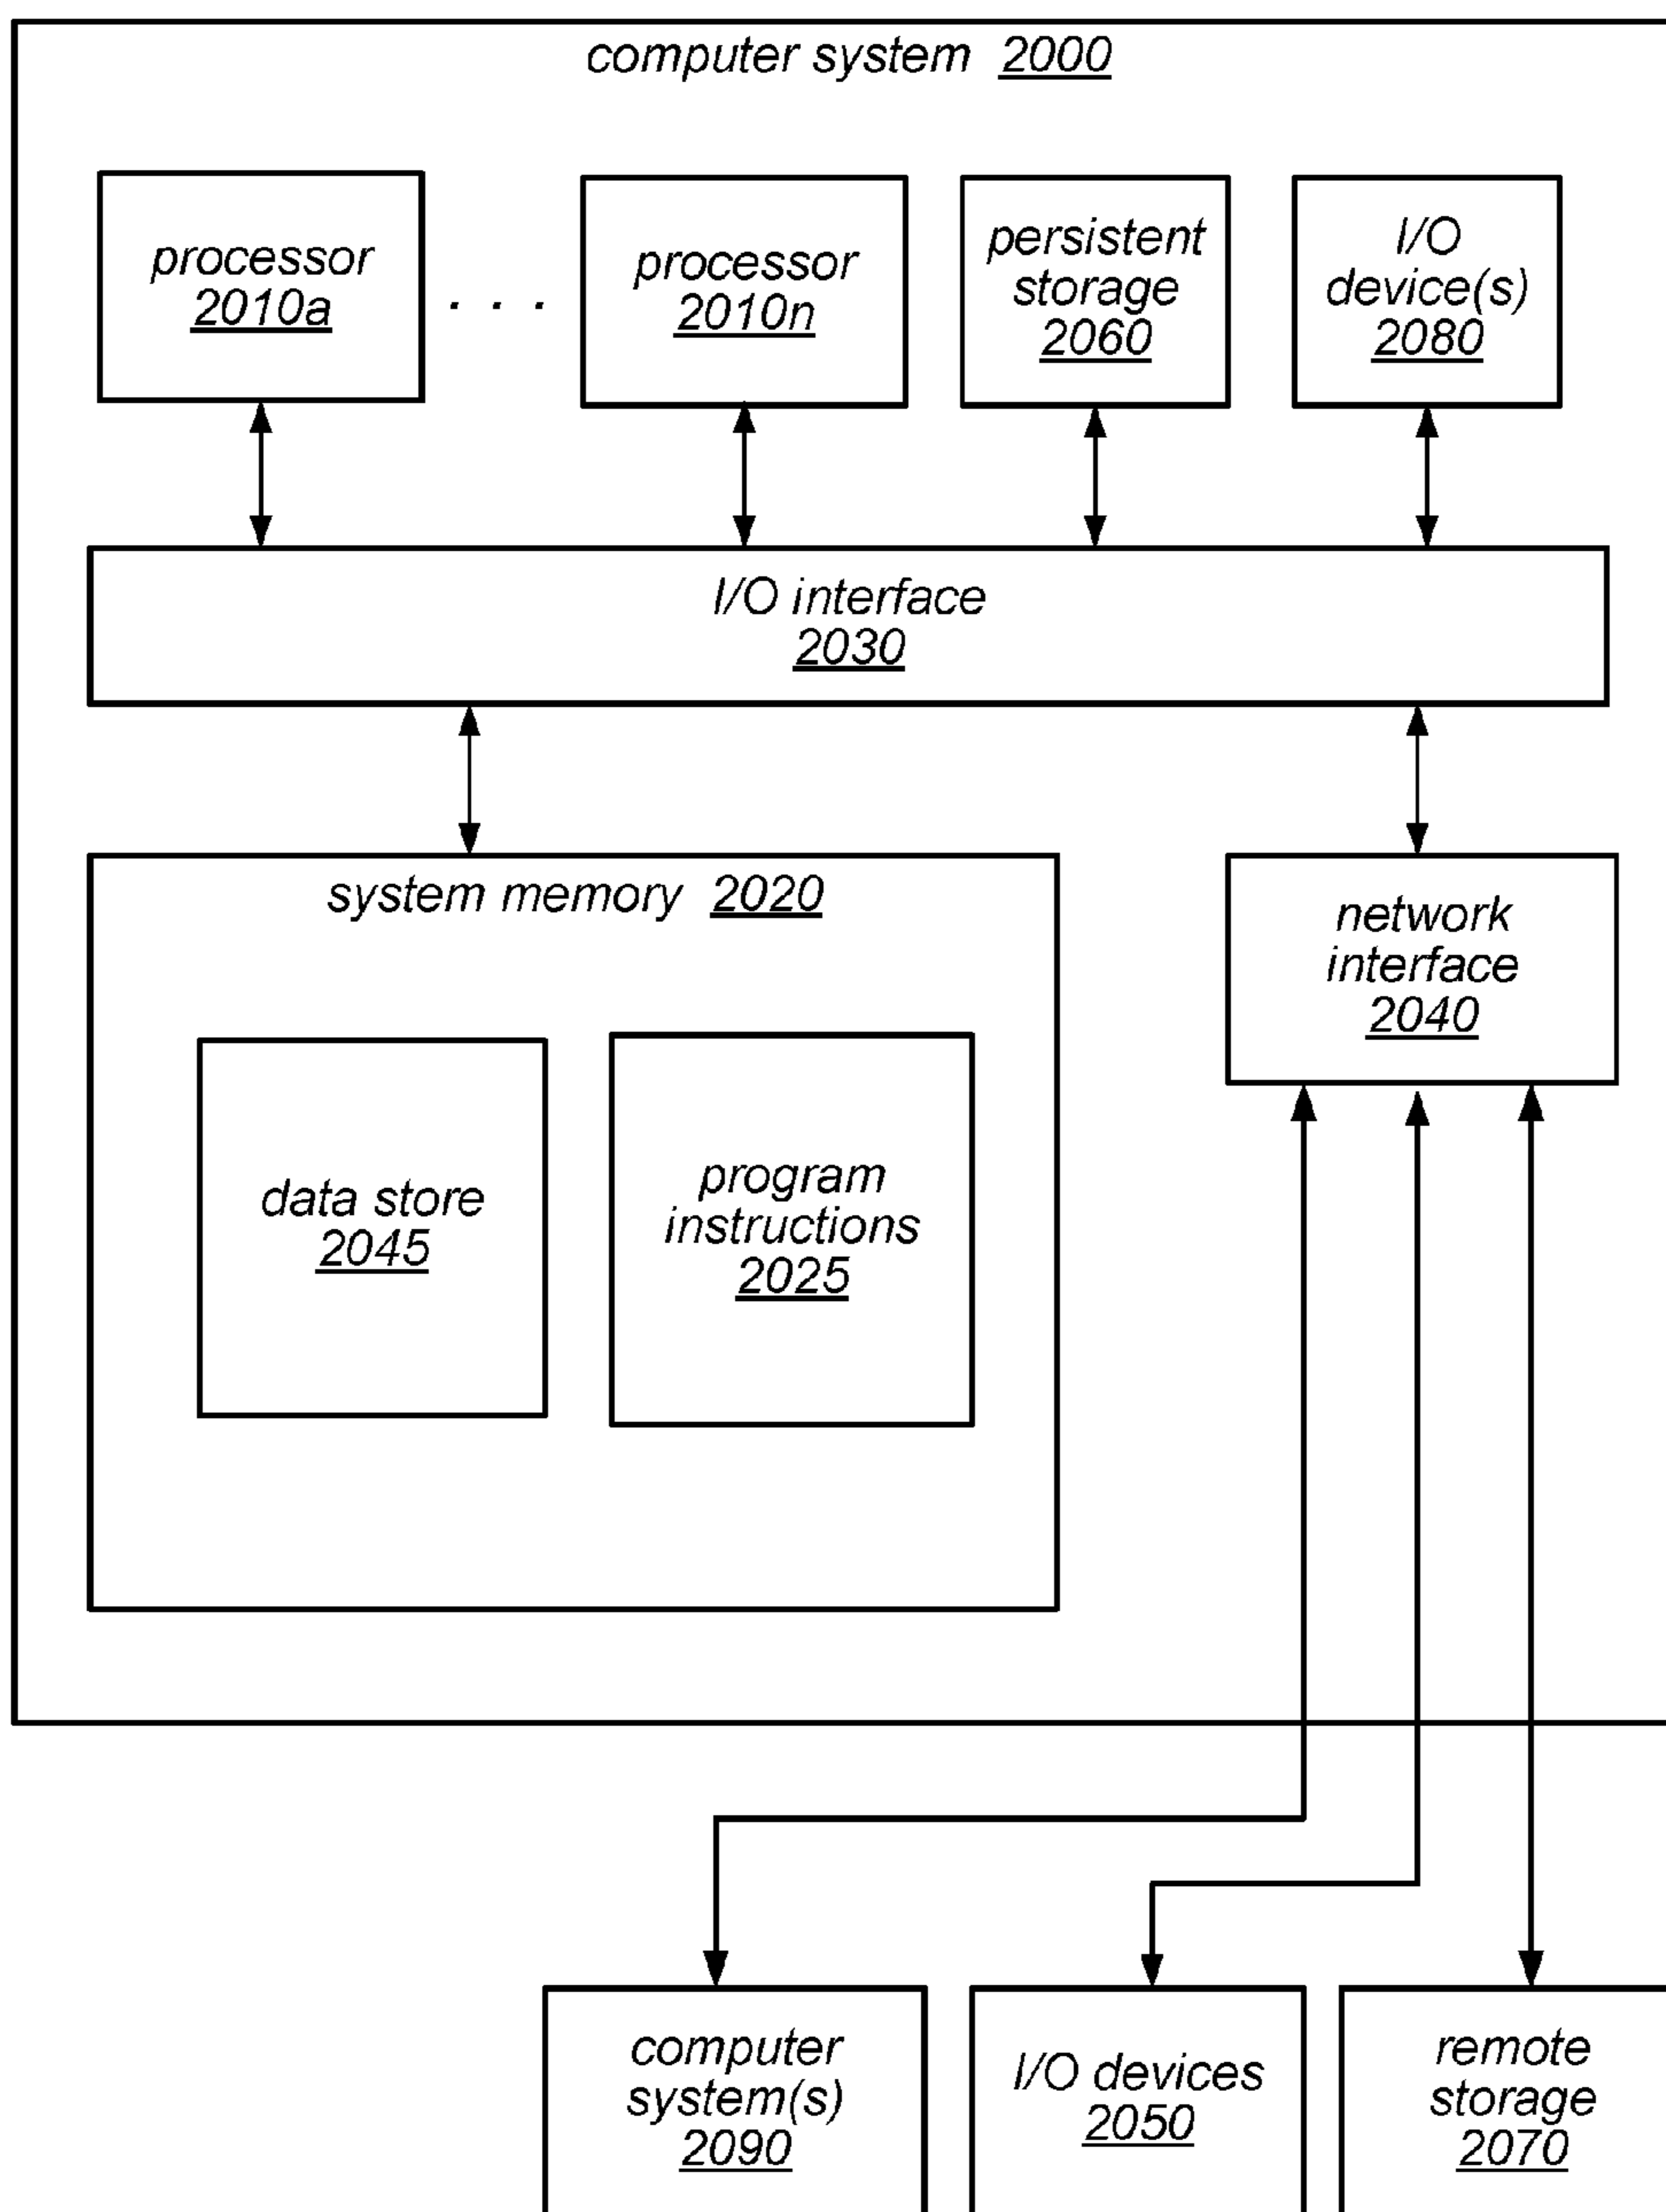 computer system 2000
processor
2010a
. . .
processor
2010n
persistent
storage
2060
I/O
device(s)
2080
I/O interface
2030
system memory 2020
network
interface
2040
data store
2045
program
instructions
2025
computer
system(s)
2090
I/O devices
2050
remote
storage
2070